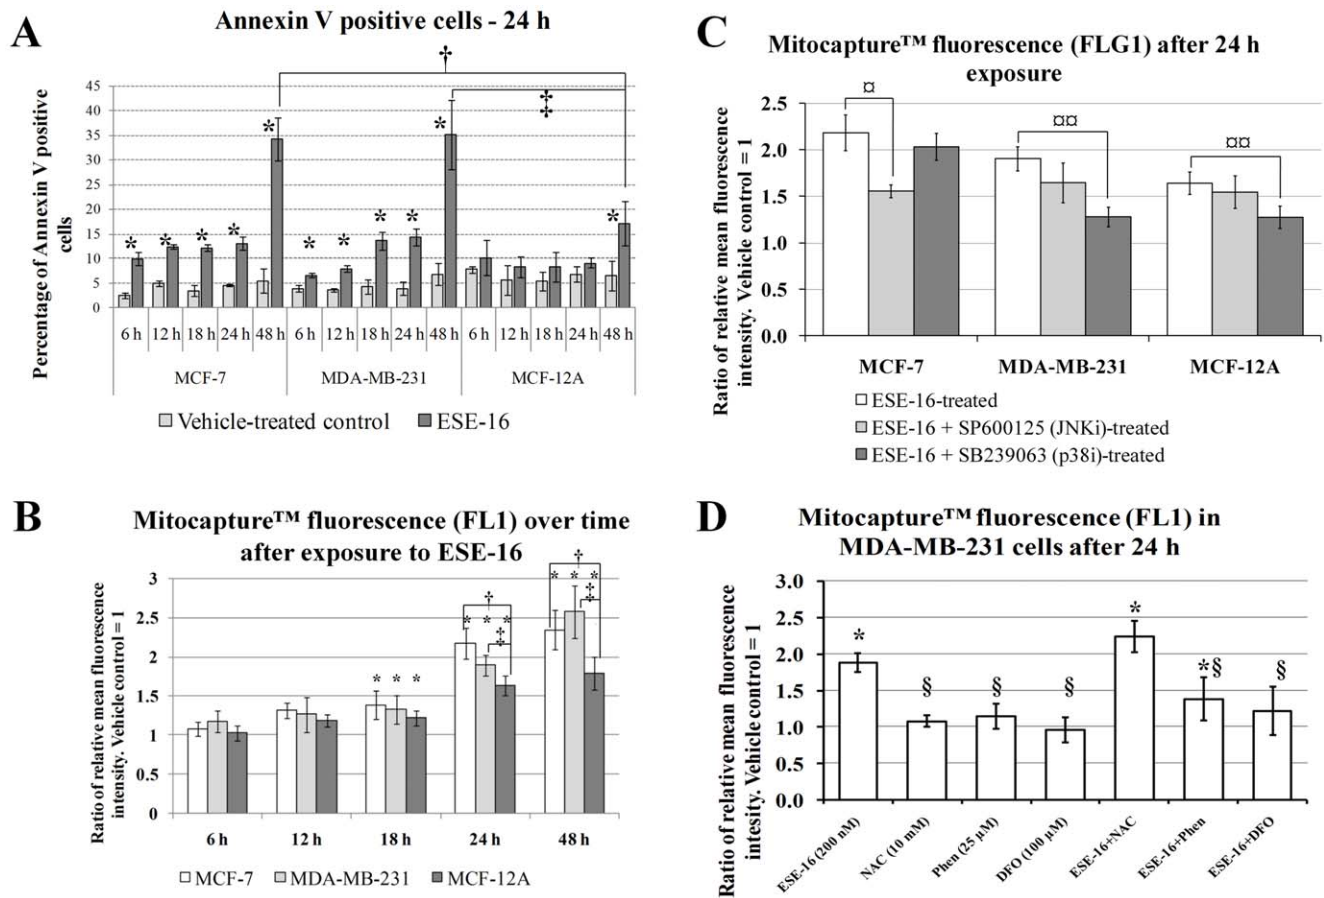 A
Annexin V positive cells - 24 h
†
‡
45
40
35
30
25
20
15
10
5
0
Percentage of Annexin V positive
cells
* * * * * * * * * * *
6 h 12 h 18 h 24 h 48 h 6 h 12 h 18 h 24 h 48 h 6 h 12 h 18 h 24 h 48 h
MCF-7 MDA-MB-231 MCF-12A
Vehicle-treated control ESE-16
B
Mitocapture™ fluorescence (FL1) over time
after exposure to ESE-16
† †
* * * * * * * * *
‡ ‡
3
2.5
2
1.5
1
0.5
0
Ratio of relative mean fluorescence
intensity. Vehicle control = 1
6 h 12 h 18 h 24 h 48 h
MCF-7 MDA-MB-231 MCF-12A
C
Mitocapture™ fluorescence (FLG1) after 24 h
exposure
¤ ¤¤ ¤¤
2.5
2.0
1.5
1.0
0.5
0.0
Ratio of relative mean fluorescence
intensity. Vehicle control = 1
MCF-7 MDA-MB-231 MCF-12A
ESE-16-treated
ESE-16 + SP600125 (JNKi)-treated
ESE-16 + SB239063 (p38i)-treated
D
Mitocapture™ fluorescence (FL1) in
MDA-MB-231 cells after 24 h
3.0
2.5
2.0
1.5
1.0
0.5
0.0
Ratio of relative mean fluorescence
intesity. Vehicle control = 1
* § § § * *§ §
ESE-16 (200 nM)
NAC (10 mM)
Phen (25 µM)
DFO (100 µM)
ESE-16+NAC
ESE-16+Phen
ESE-16+DFO